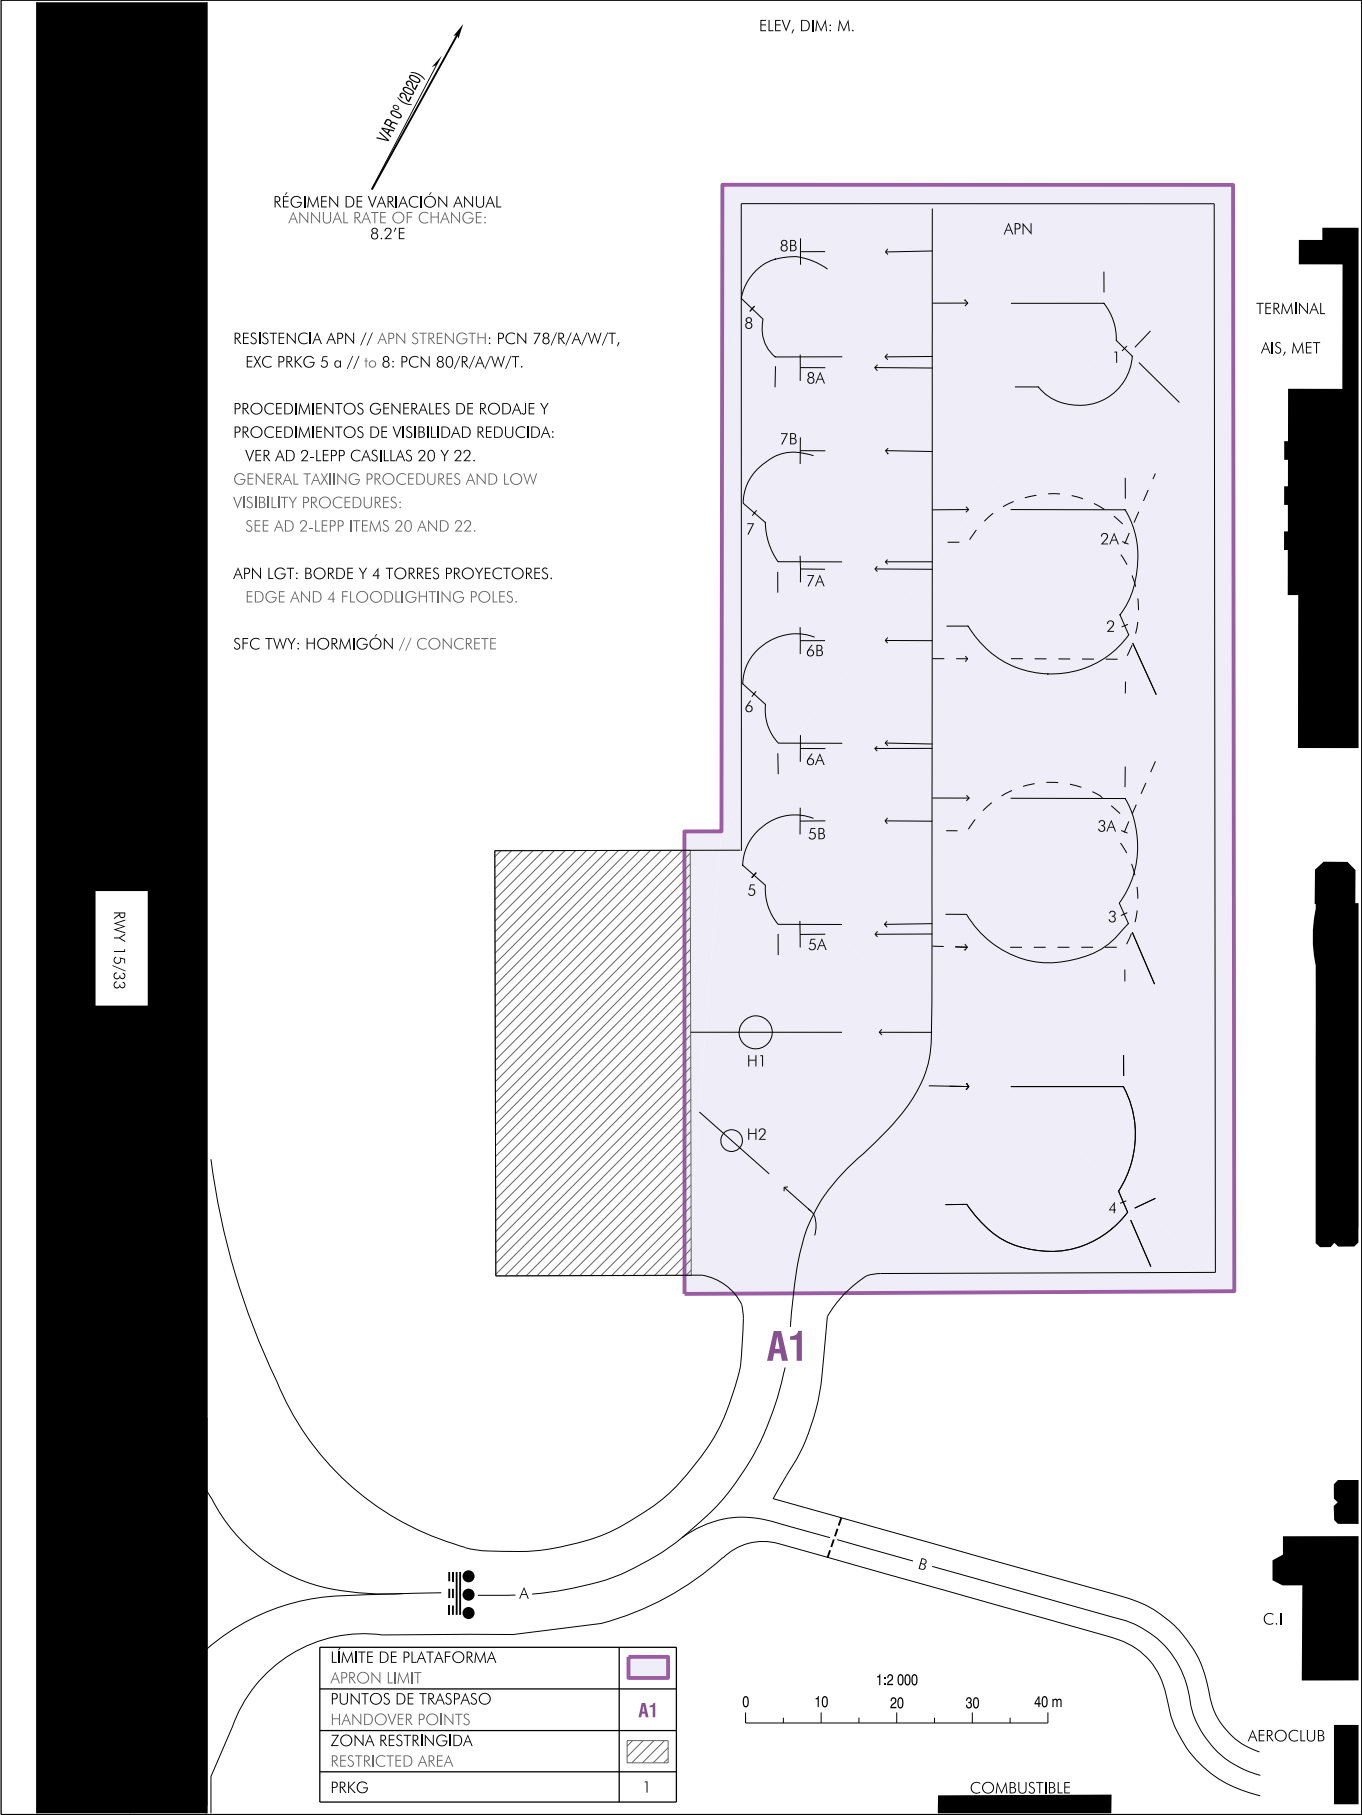 ELEV, DIM: M.
VAR 0° (2020)
RÉGIMEN DE VARIACIÓN ANUAL
ANNUAL RATE OF CHANGE:
8.2'E
RESISTENCIA APN // APN STRENGTH: PCN 78/R/A/W/T,
EXC PRKG 5 a // to 8: PCN 80/R/A/W/T.
PROCEDIMIENTOS GENERALES DE RODAJE Y
PROCEDIMIENTOS DE VISIBILIDAD REDUCIDA:
VER AD 2-LEPP CASILLAS 20 Y 22.
GENERAL TAXIING PROCEDURES AND LOW
VISIBILITY PROCEDURES:
SEE AD 2-LEPP ITEMS 20 AND 22.
APN LGT: BORDE Y 4 TORRES PROYECTORES.
EDGE AND 4 FLOODLIGHTING POLES.
SFC TWY: HORMIGÓN // CONCRETE
RWY 15/33
APN
8B
8
8A
7B
7
7A
6B
6
6A
5B
5
5A
H1
H2
1
2A
2
3A
3
4
TERMINAL
AIS, MET
A1
A
B
C.I
AEROCLUB
COMBUSTIBLE
1:2 000
0 10 20 30 40 m
LÍMITE DE PLATAFORMA
APRON LIMIT
PUNTOS DE TRASPASO
HANDOVER POINTS
A1
ZONA RESTRINGIDA
RESTRICTED AREA
PRKG 1